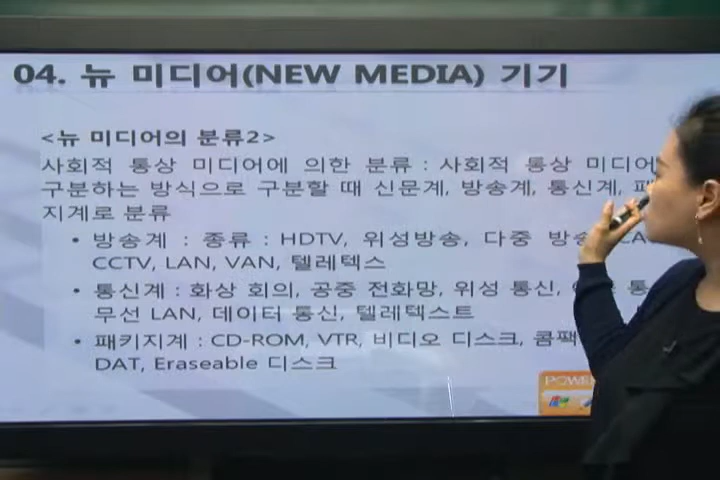 04. 뉴 미디어(NEW MEDIA) 기기
<뉴 미디어의 분류2>
사회적 통상 미디어에 의한 분류 : 사회적 통상 미디어
구분하는 방식으로 구분할 때 신문계, 방송계, 통신계,
지계로 분류
• 방송계 : 종류 : HDTV, 위성방송, 다중 방송
CCTV, LAN, VAN, 텔레텍스
• 통신계 : 화상 회의, 공중 전화망, 위성 통신,
무선 LAN, 데이터 통신, 텔레텍스트
• 패키지계 : CD-ROM, VTR, 비디오 디스크, 콤팩
DAT, Eraseable 디스크
POWER